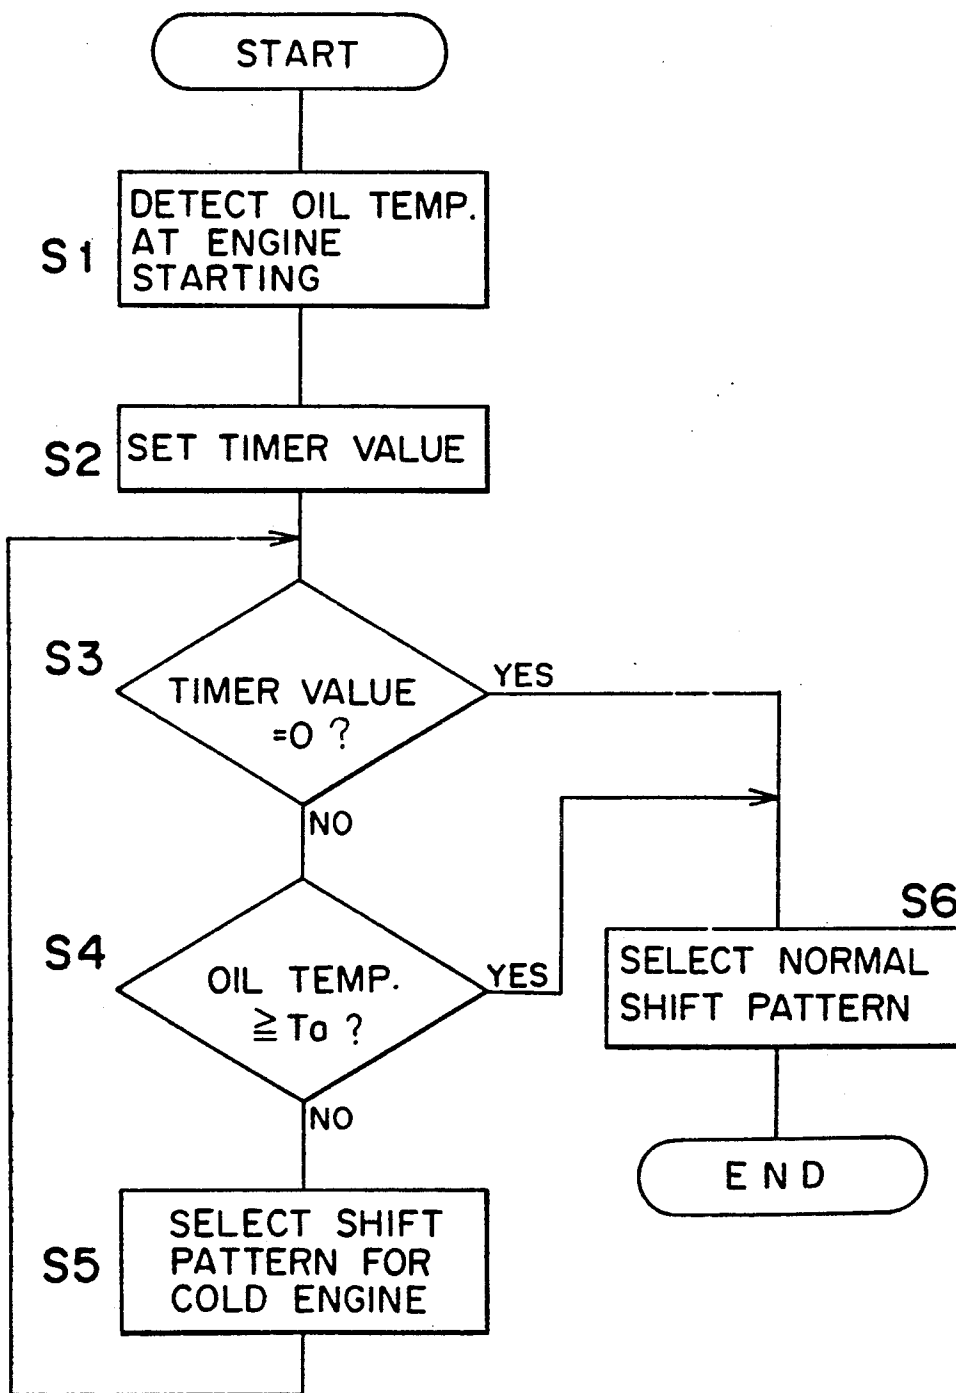 START
S1
DETECT OIL TEMP.
AT ENGINE
STARTING
S2
SET TIMER VALUE
S3
TIMER VALUE
=0 ?
YES
NO
S4
OIL TEMP.
≧ To ?
YES
NO
S5
SELECT SHIFT
PATTERN FOR
COLD ENGINE
S6
SELECT NORMAL
SHIFT PATTERN
END